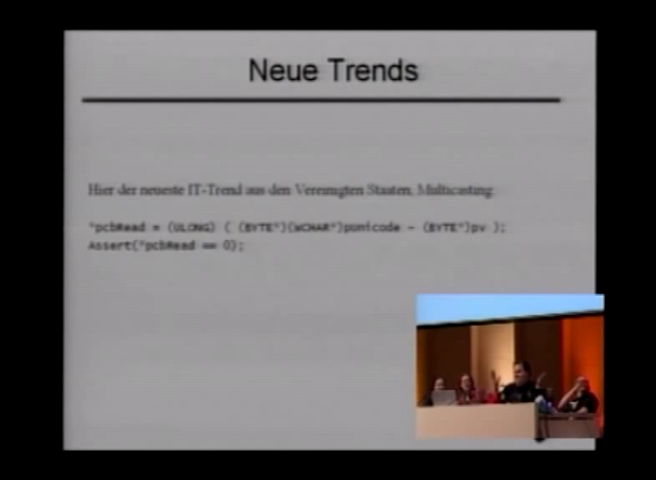 Neue Trends
Hier der neueste IT-Trend aus den Vereinigten Staaten, Multicasting:
*pcbRead = (ULONG) ( (BYTE*)(WCHAR*)punicode - (BYTE*)pv );
Assert(*pcbRead == 0);